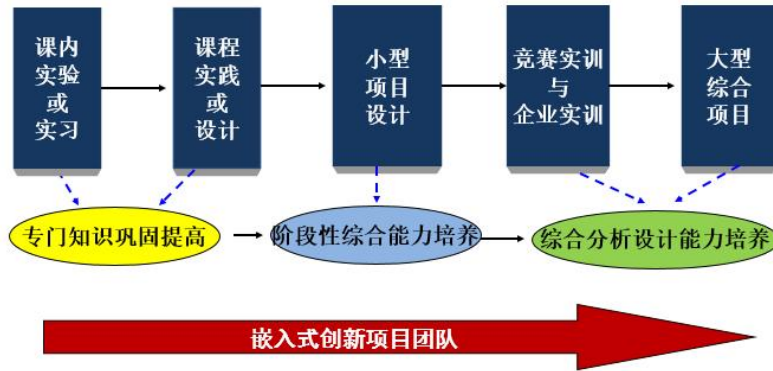 课内
实验
或
实习
课程
实践
或
设计
小型
项目
设计
竞赛实训
与
企业实训
大型
综合
项目
专门知识巩固提高
阶段性综合能力培养
综合分析设计能力培养
嵌入式创新项目团队